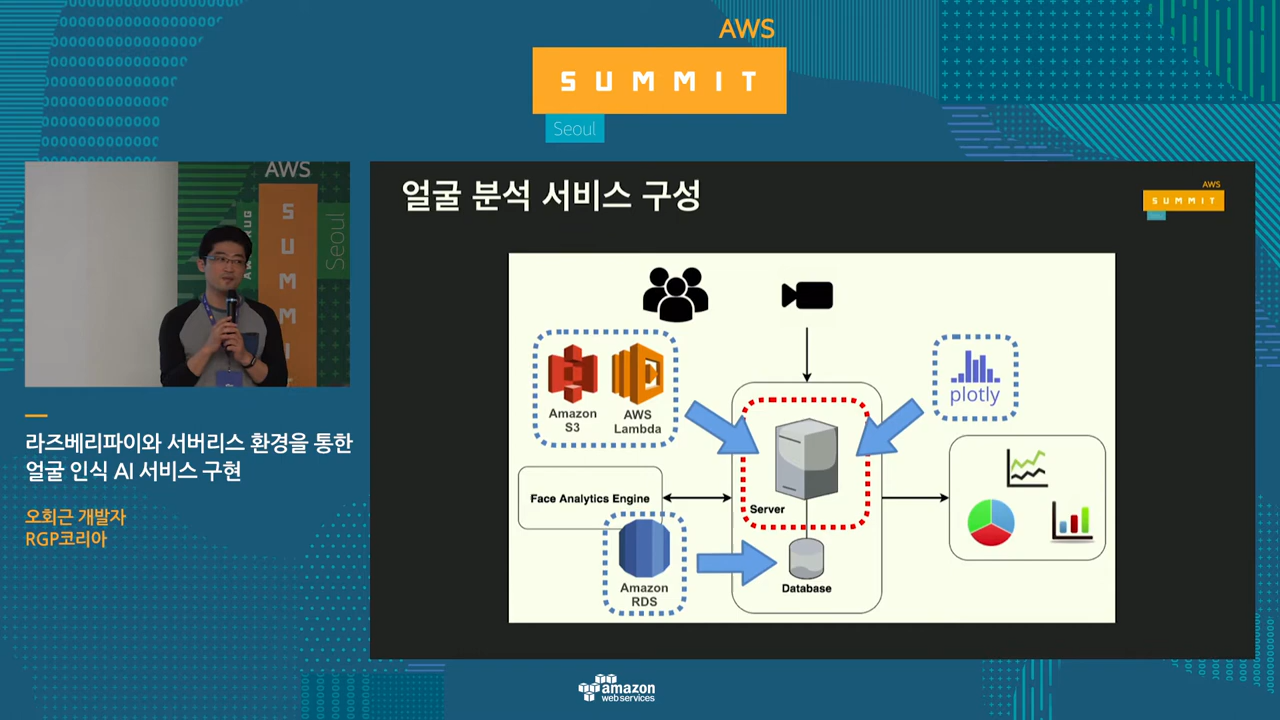 AWS
SUMMIT
Seoul
AWS
SUMM
Seoul
얼굴 분석 서비스 구성
AWS
SUMMIT
Amazon
S3
AWS
Lambda
plotly
Face Analytics Engine
Server
Amazon
RDS
Database
라즈베리파이와 서버리스 환경을 통한
얼굴 인식 AI 서비스 구현
오회근 개발자
RGP코리아
amazon
web services